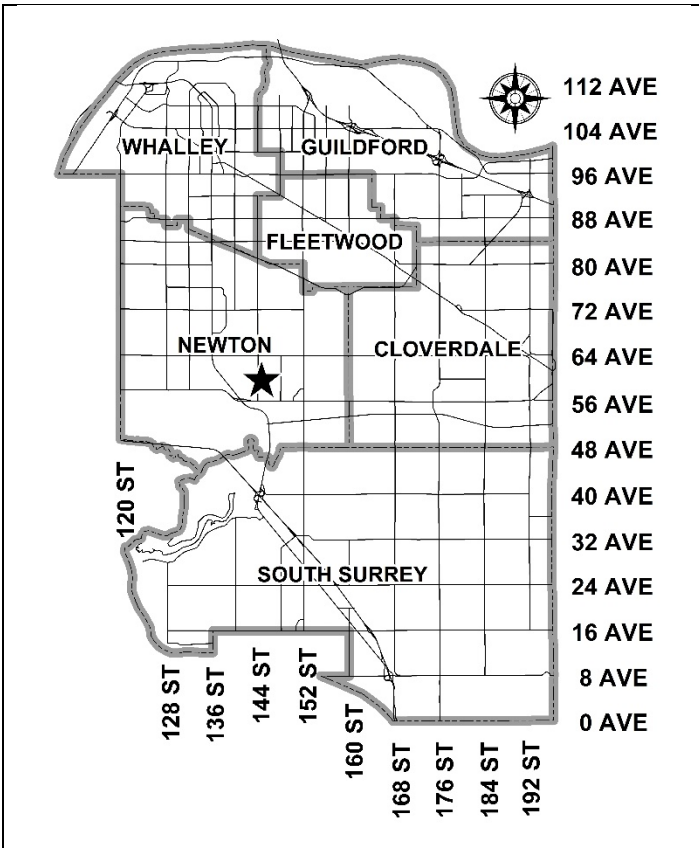 112 AVE
104 AVE
WHALLEY GUILDFORD
96 AVE
88 AVE
FLEETWOOD
80 AVE
72 AVE
NEWTON CLOVERDALE
64 AVE
56 AVE
48 AVE
120 ST
40 AVE
32 AVE
SOUTH SURREY
24 AVE
16 AVE
128 ST
136 ST
144 ST
152 ST
160 ST
8 AVE
0 AVE
168 ST
176 ST
184 ST
192 ST